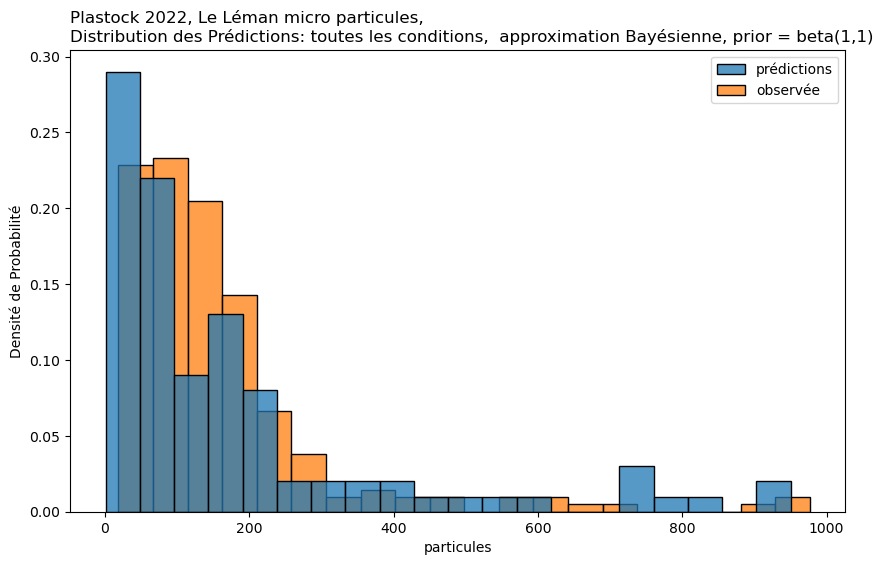 Plastock 2022, Le Léman micro particules,
Distribution des Prédictions: toutes les conditions,  approximation Bayésienne, prior = beta(1,1)
prédictions
observée
Densité de Probabilité
0.30
0.25
0.20
0.15
0.10
0.05
0.00
0
200
400
600
800
1000
particules